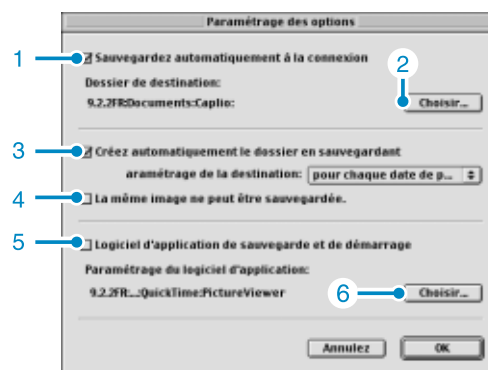 Paramétrage des options
1 Sauvegardez automatiquement à la connexion
Dossier de destination:
2
9.2.2FR:Documents:Caplio:
Choisir...
3 Créez automatiquement le dossier en sauvegardant
aramétrage de la destination: pour chaque date de p...
4 La même image ne peut être sauvegardée.
5 Logiciel d'application de sauvegarde et de démarrage
Paramétrage du logiciel d'application:
9.2.2FR:...:QuickTime:PictureViewer
6 Choisir...
Annulez OK